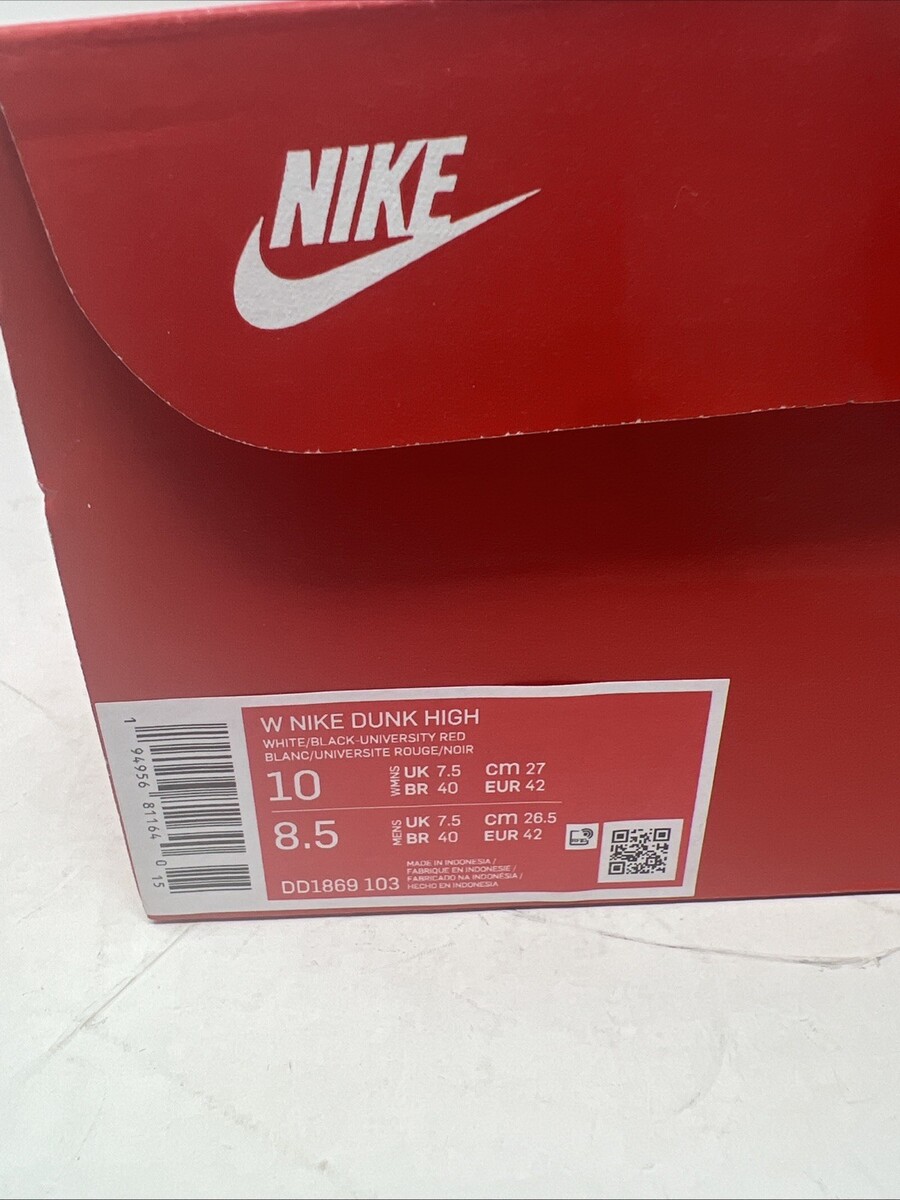 NIKE
W NIKE DUNK HIGH
WHITE/BLACK-UNIVERSITY RED
BLANC/UNIVERSITE ROUGE/NOIR
10 WMNS UK 7.5 cm 27
BR 40 EUR 42
8.5 MENS UK 7.5 cm 26.5
BR 40 EUR 42
MADE IN INDONESIA /
FABRIQUE EN INDONESIE /
FABRICADO NA INDONÉSIA /
HECHO EN INDONESIA
DD1869 103
1 94956 81164 0 15